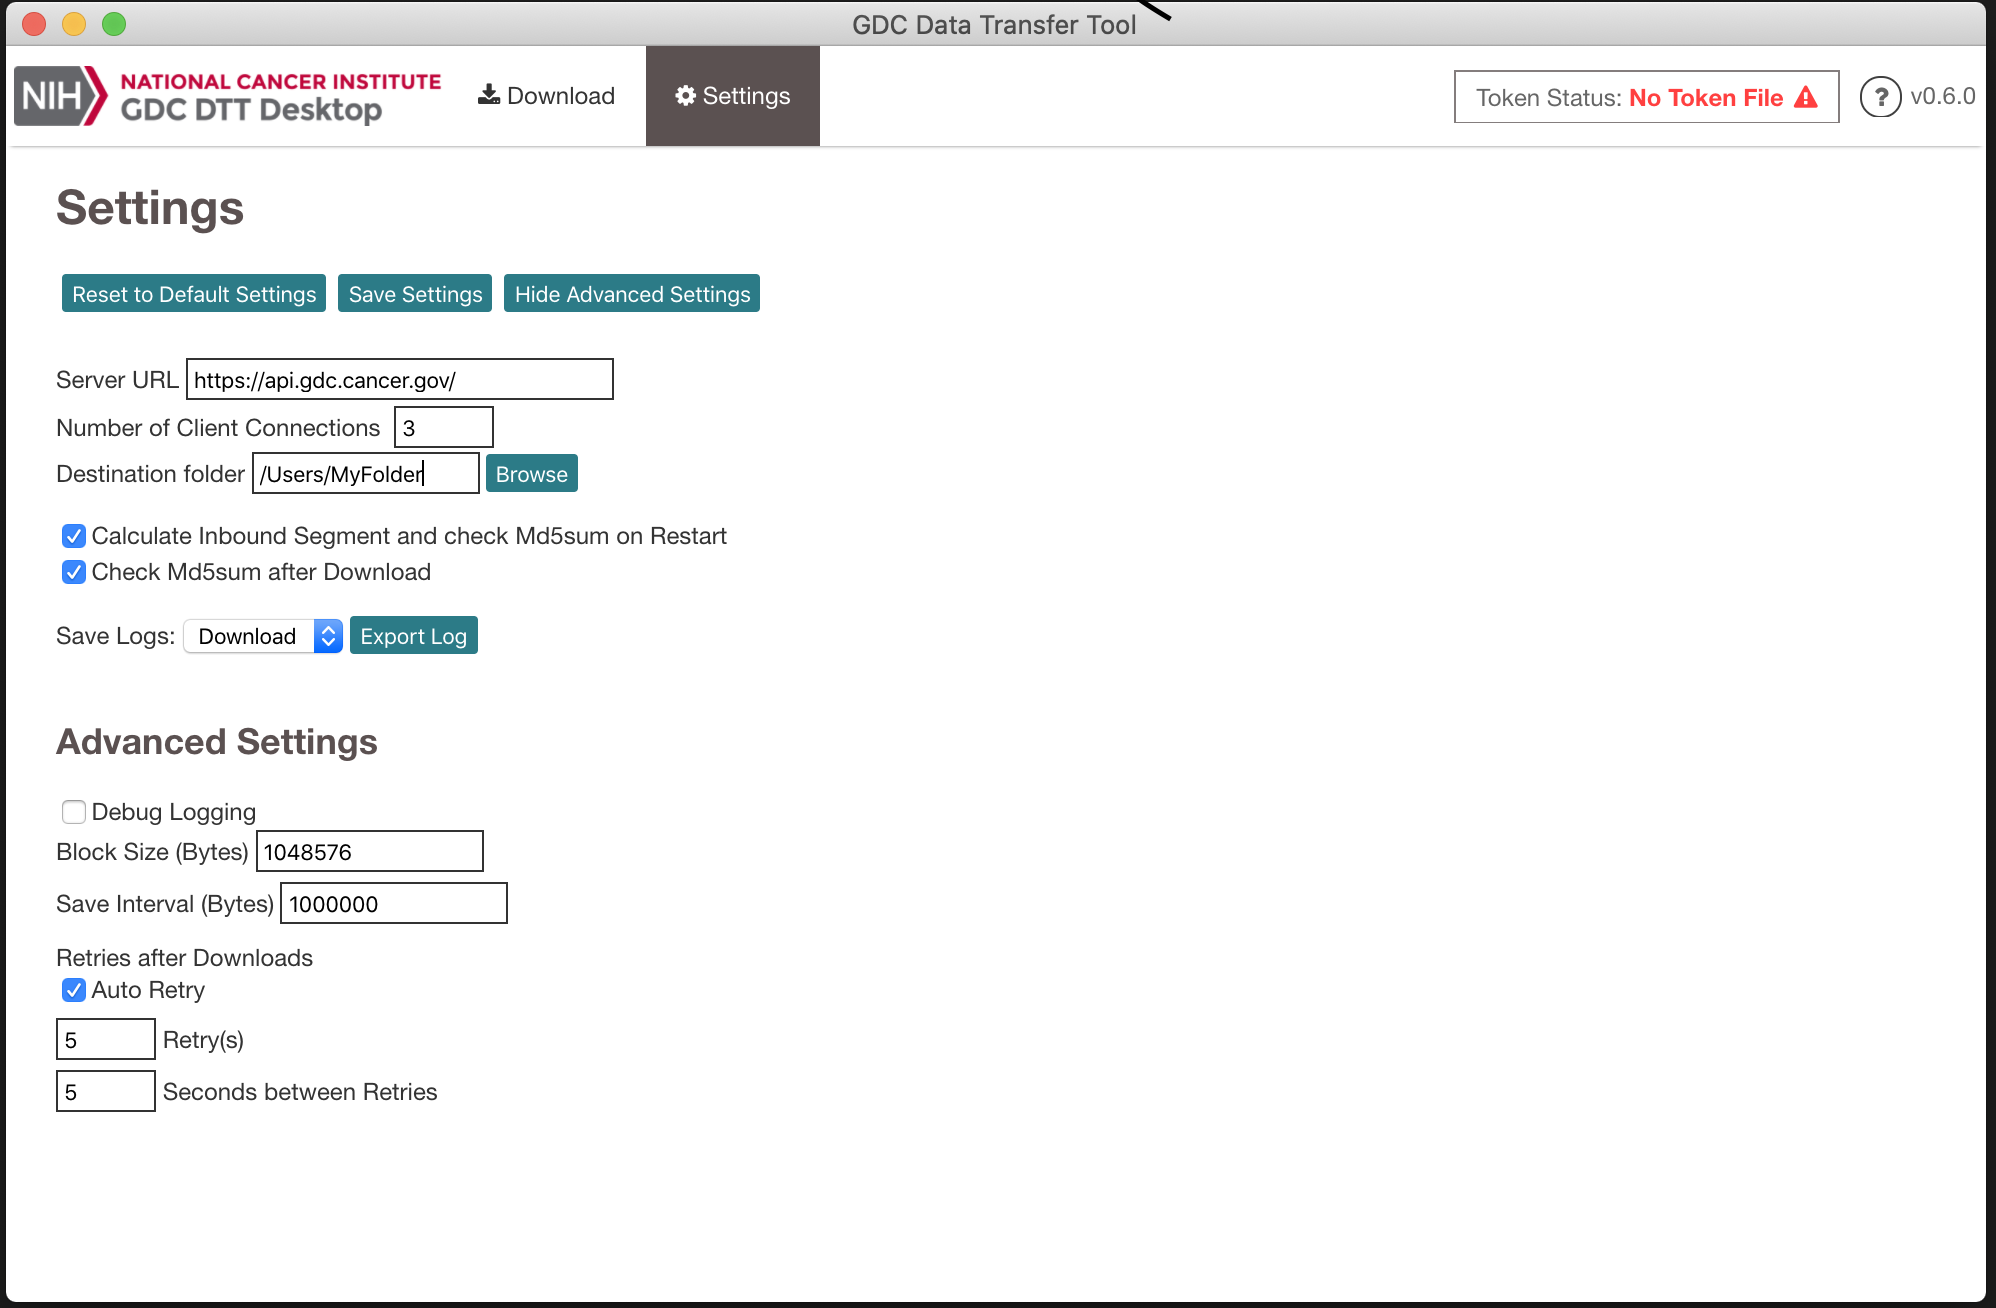 GDC Data Transfer Tool
NIH NATIONAL CANCER INSTITUTE
GDC DTT Desktop
Download
Settings
Token Status: No Token File
? v0.6.0
Settings
Reset to Default Settings Save Settings Hide Advanced Settings
Server URL https://api.gdc.cancer.gov/
Number of Client Connections 3
Destination folder /Users/MyFolder Browse
Calculate Inbound Segment and check Md5sum on Restart
Check Md5sum after Download
Save Logs: Download Export Log
Advanced Settings
Debug Logging
Block Size (Bytes) 1048576
Save Interval (Bytes) 1000000
Retries after Downloads
Auto Retry
5 Retry(s)
5 Seconds between Retries